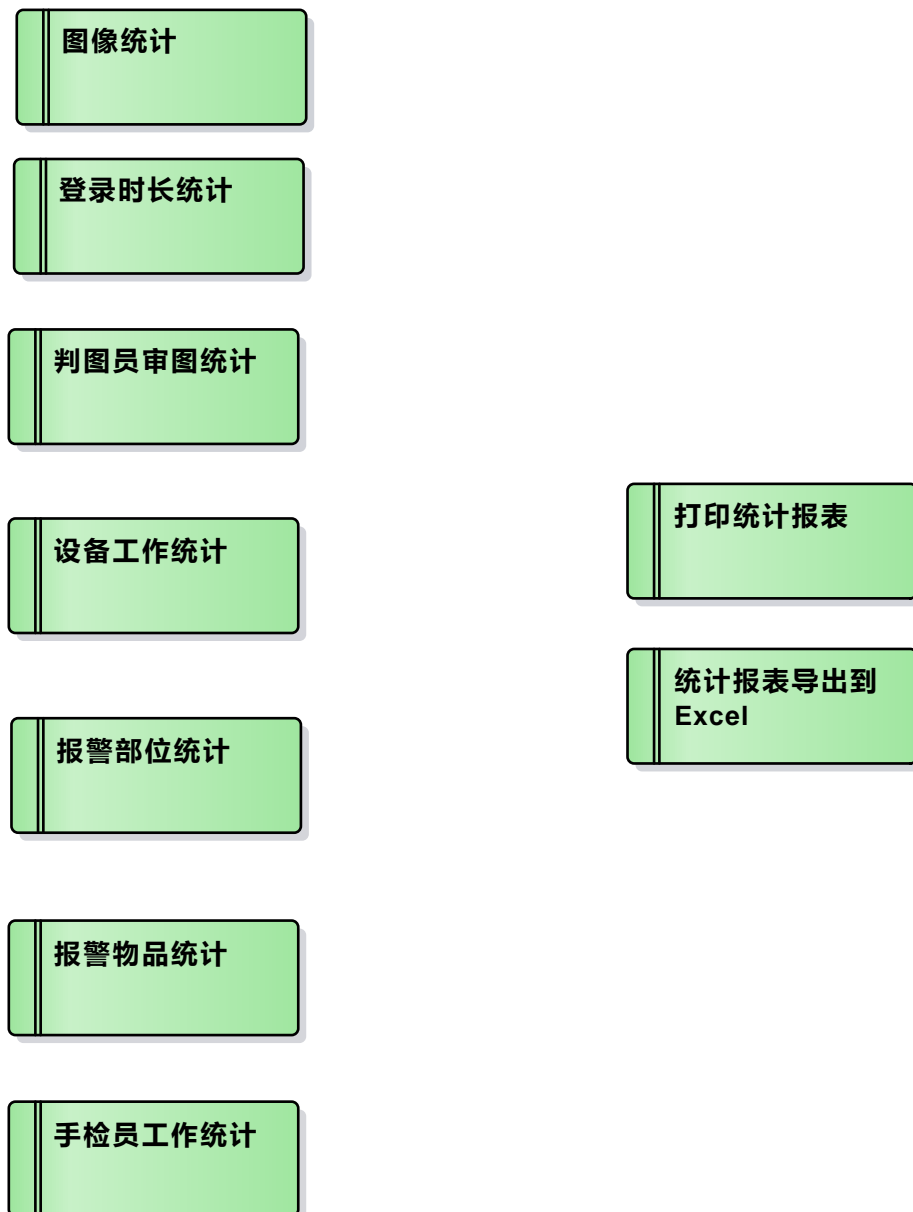 图像统计
登录时长统计
判图员审图统计
设备工作统计
报警部位统计
报警物品统计
手检员工作统计
打印统计报表
统计报表导出到
Excel